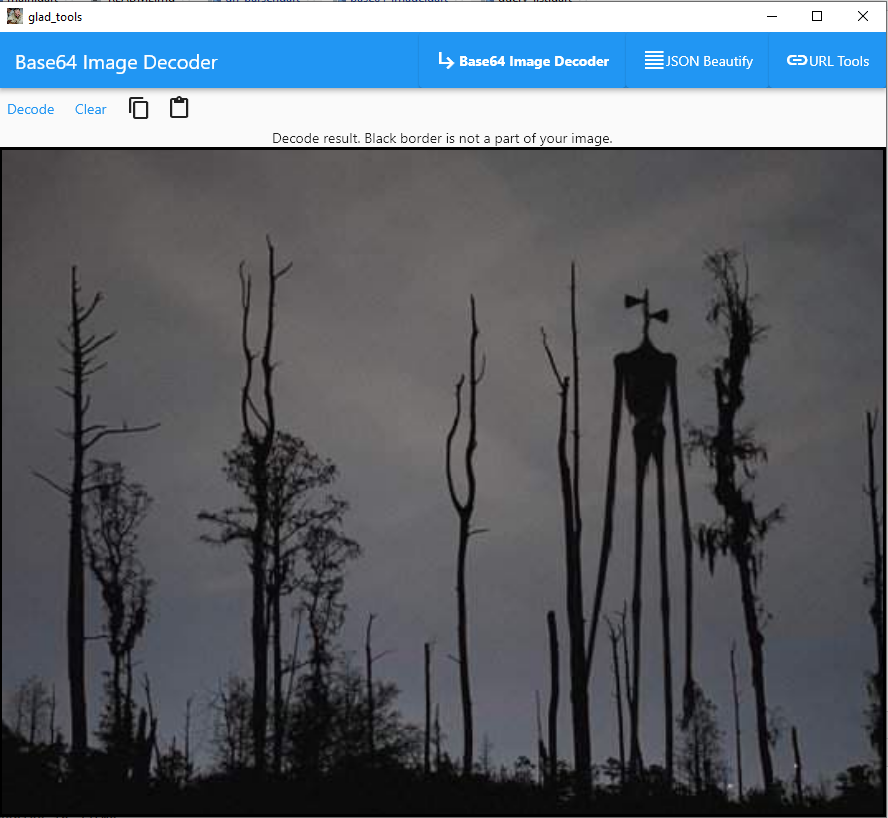 glad_tools
Base64 Image Decoder
Base64 Image Decoder
JSON Beautify
URL Tools
Decode
Clear
Decode result. Black border is not a part of your image.